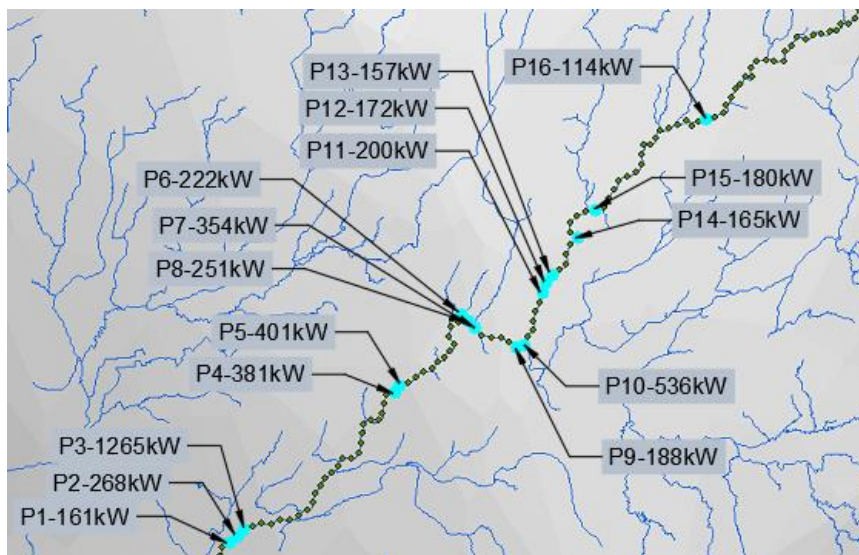 P13-157kW
P16-114kW
P12-172kW
P11-200kW
P6-222kW
P15-180kW
P7-354kW
P14-165kW
P8-251kW
P5-401kW
P4-381kW
P10-536kW
P3-1265kW
P9-188kW
P2-268kW
P1-161kW